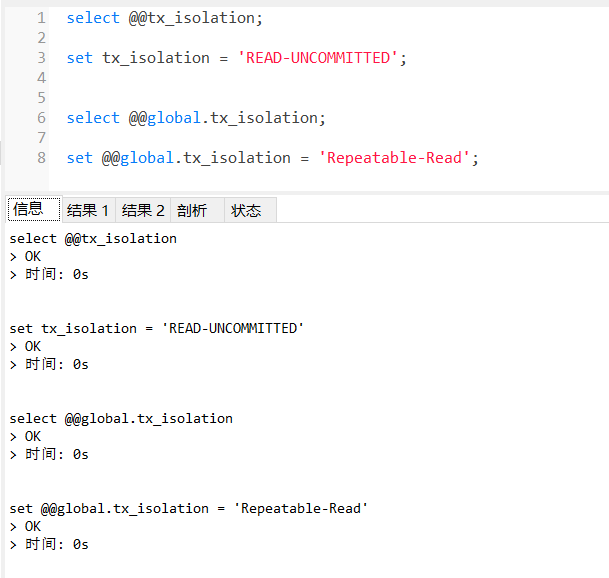 1 select @@tx_isolation;
2
3 set tx_isolation = 'READ-UNCOMMITTED';
4
5
6 select @@global.tx_isolation;
7
8 set @@global.tx_isolation = 'Repeatable-Read';
信息 结果 1 结果 2 剖析 状态
select @@tx_isolation
> OK
> 时间: 0s
set tx_isolation = 'READ-UNCOMMITTED'
> OK
> 时间: 0s
select @@global.tx_isolation
> OK
> 时间: 0s
set @@global.tx_isolation = 'Repeatable-Read'
> OK
> 时间: 0s